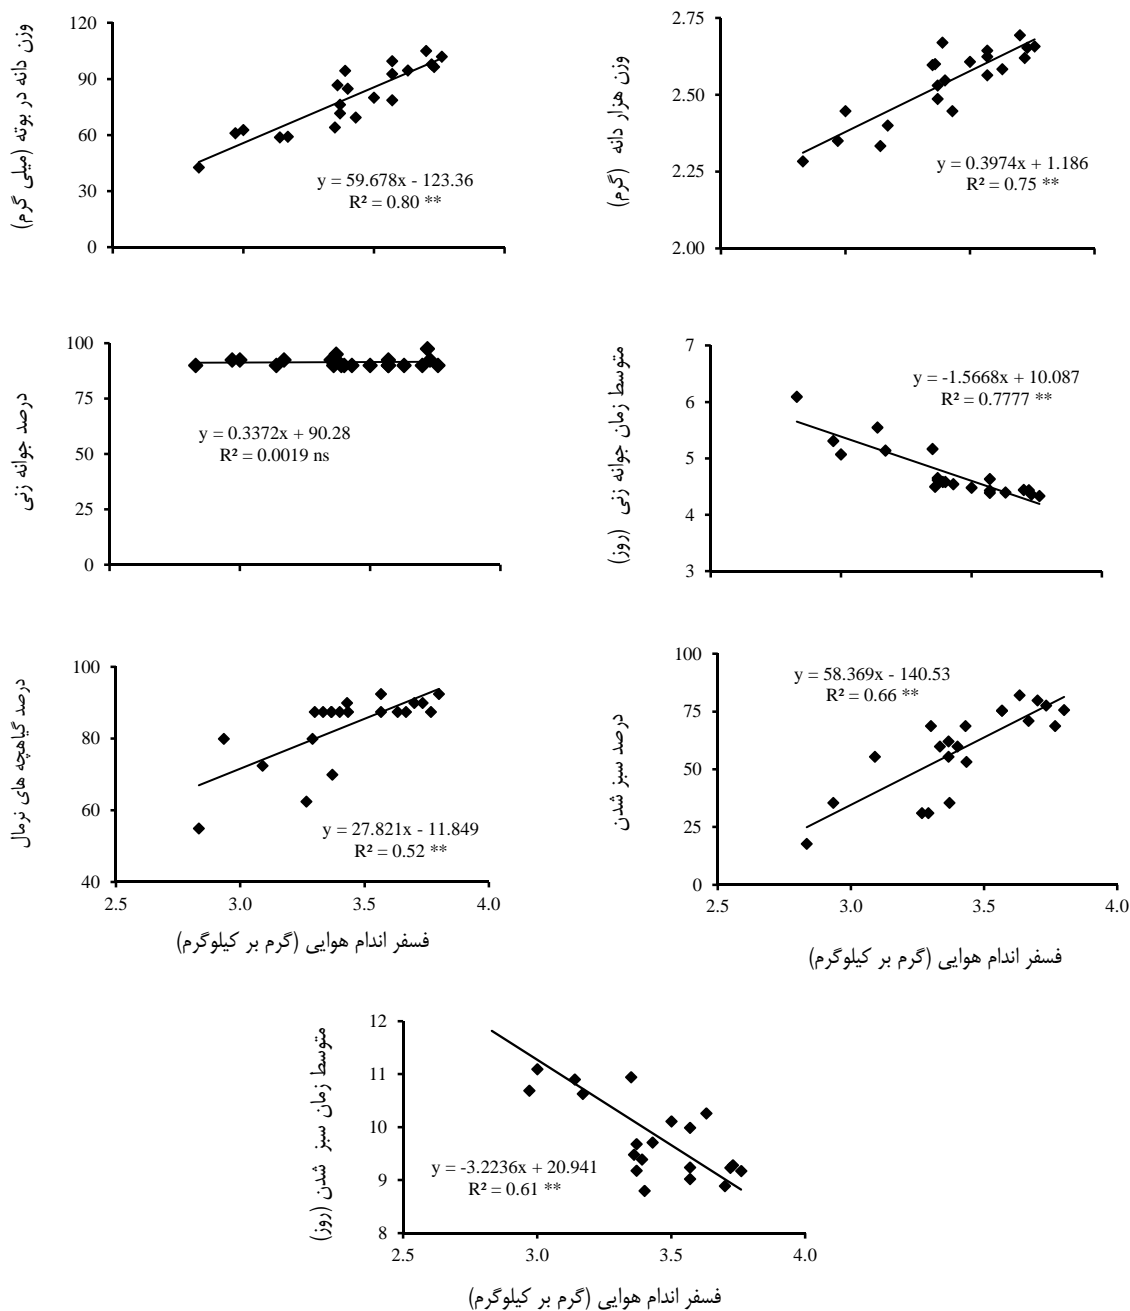 وزن دانه در بوته (میلی گرم)
120
90
60
30
0
y = 59.678x - 123.36
R² = 0.80 **
وزن هزار دانه (گرم)
2.75
2.50
2.25
2.00
y = 0.3974x + 1.186
R² = 0.75 **
درصد جوانه زنی
100
75
50
25
0
y = 0.3372x + 90.28
R² = 0.0019 ns
متوسط زمان جوانه زنی (روز)
7
6
5
4
3
y = -1.5668x + 10.087
R² = 0.7777 **
درصد گیاهچه های نرمال
100
80
60
40
y = 27.821x - 11.849
R² = 0.52 **
2.5 3.0 3.5 4.0
فسفر اندام هوایی (گرم بر کیلوگرم)
درصد سبز شدن
100
75
50
25
0
y = 58.369x - 140.53
R² = 0.66 **
2.5 3.0 3.5 4.0
فسفر اندام هوایی (گرم بر کیلوگرم)
متوسط زمان سبز شدن (روز)
12
11
10
9
8
y = -3.2236x + 20.941
R² = 0.61 **
2.5 3.0 3.5 4.0
فسفر اندام هوایی (گرم بر کیلوگرم)